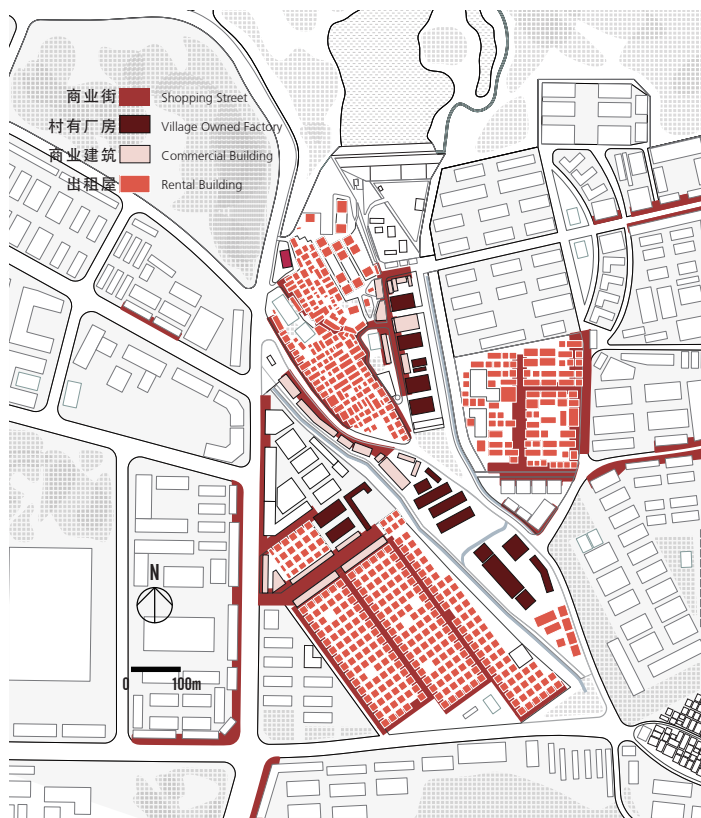 商业街 Shopping Street
村有厂房 Village Owned Factory
商业建筑 Commercial Building
出租屋 Rental Building
N
0 100m